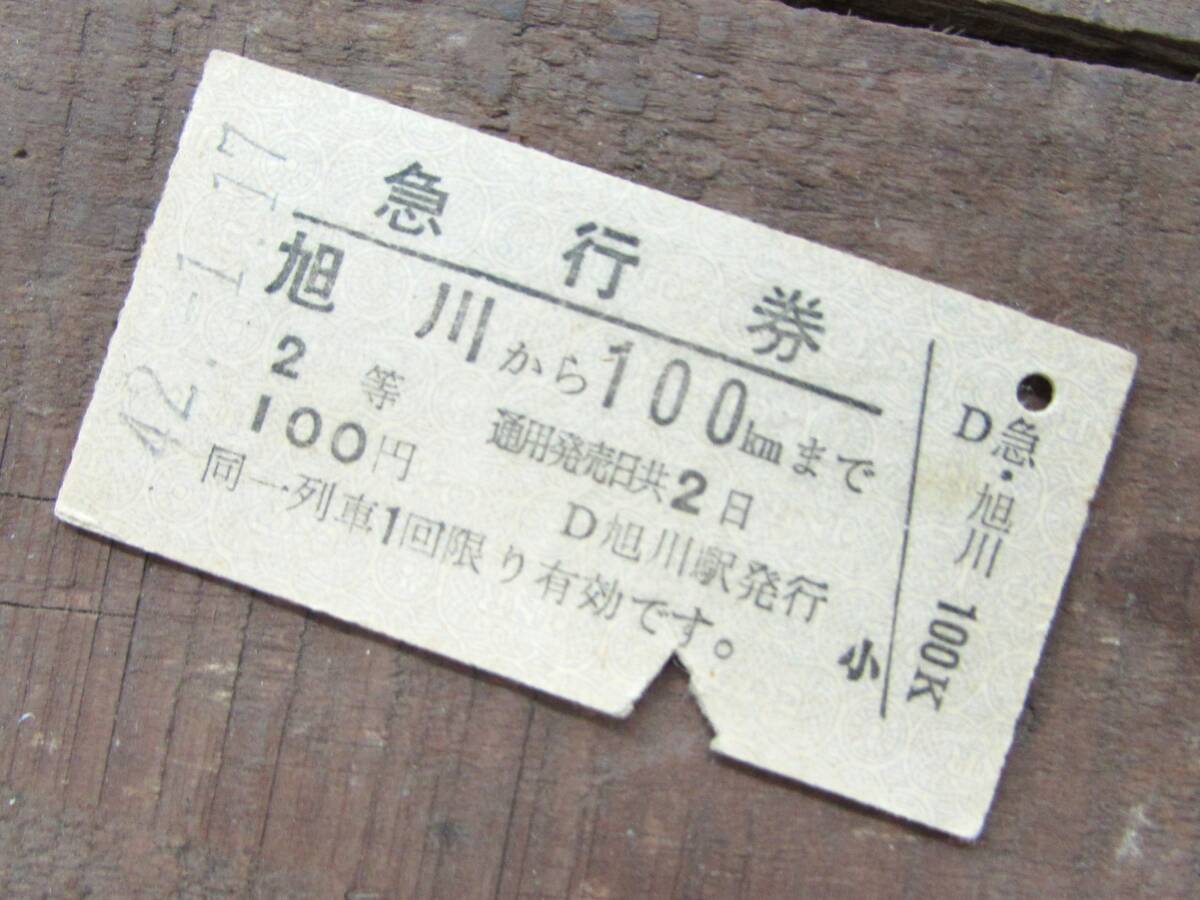 42.-1.17
急行券
旭川から100kmまで
2等
100円
通用発売日共2日
D旭川駅発行
同一列車1回限り有効です。
小
D急・旭川 100K